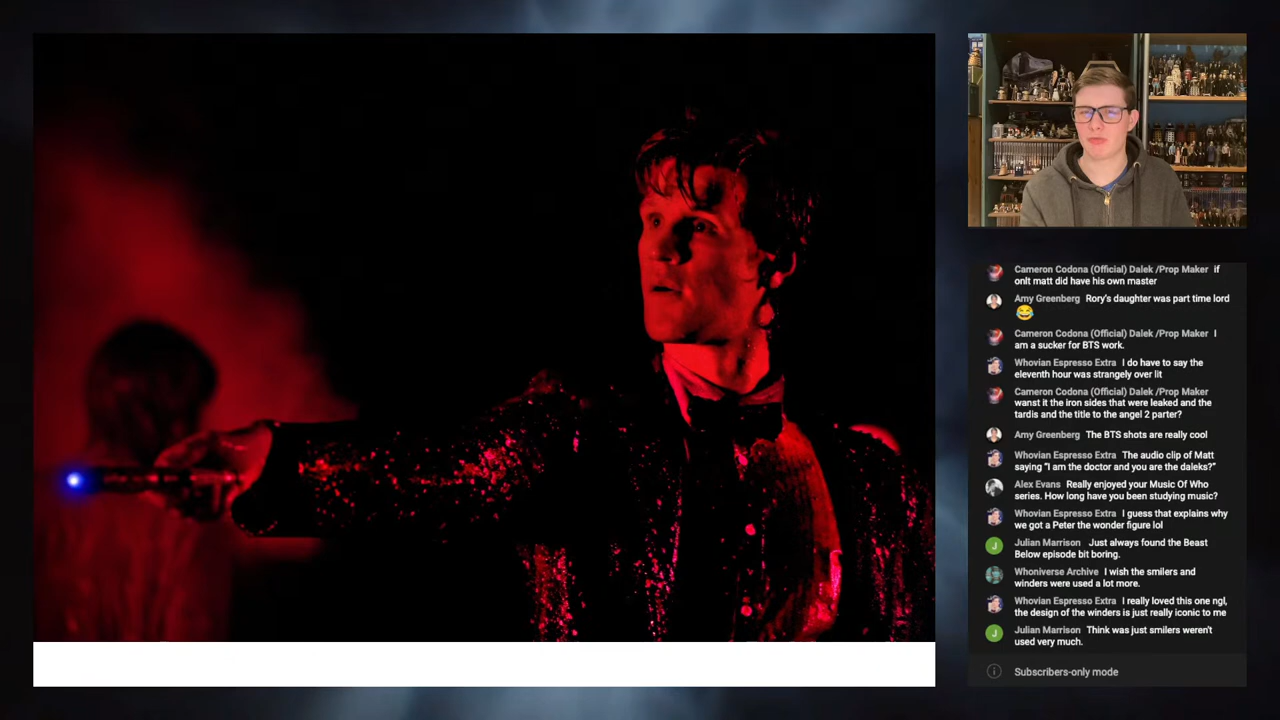 Cameron Codona (Official) Dalek /Prop Maker if
onlt matt did have his own master
Amy Greenberg Rory's daughter was part time lord
😂
Cameron Codona (Official) Dalek /Prop Maker I
am a sucker for BTS work.
Whovian Espresso Extra I do have to say the
eleventh hour was strangely over lit
Cameron Codona (Official) Dalek /Prop Maker
wanst it the iron sides that were leaked and the
tardis and the title to the angel 2 parter?
Amy Greenberg The BTS shots are really cool
Whovian Espresso Extra The audio clip of Matt
saying “I am the doctor and you are the daleks?”
Alex Evans Really enjoyed your Music Of Who
series. How long have you been studying music?
Whovian Espresso Extra I guess that explains why
we got a Peter the wonder figure lol
J Julian Marrison Just always found the Beast
Below episode bit boring.
Whoniverse Archive I wish the smilers and
winders were used a lot more.
Whovian Espresso Extra I really loved this one ngl,
the design of the winders is just really iconic to me
J Julian Marrison Think was just smilers weren't
used very much.
Subscribers-only mode